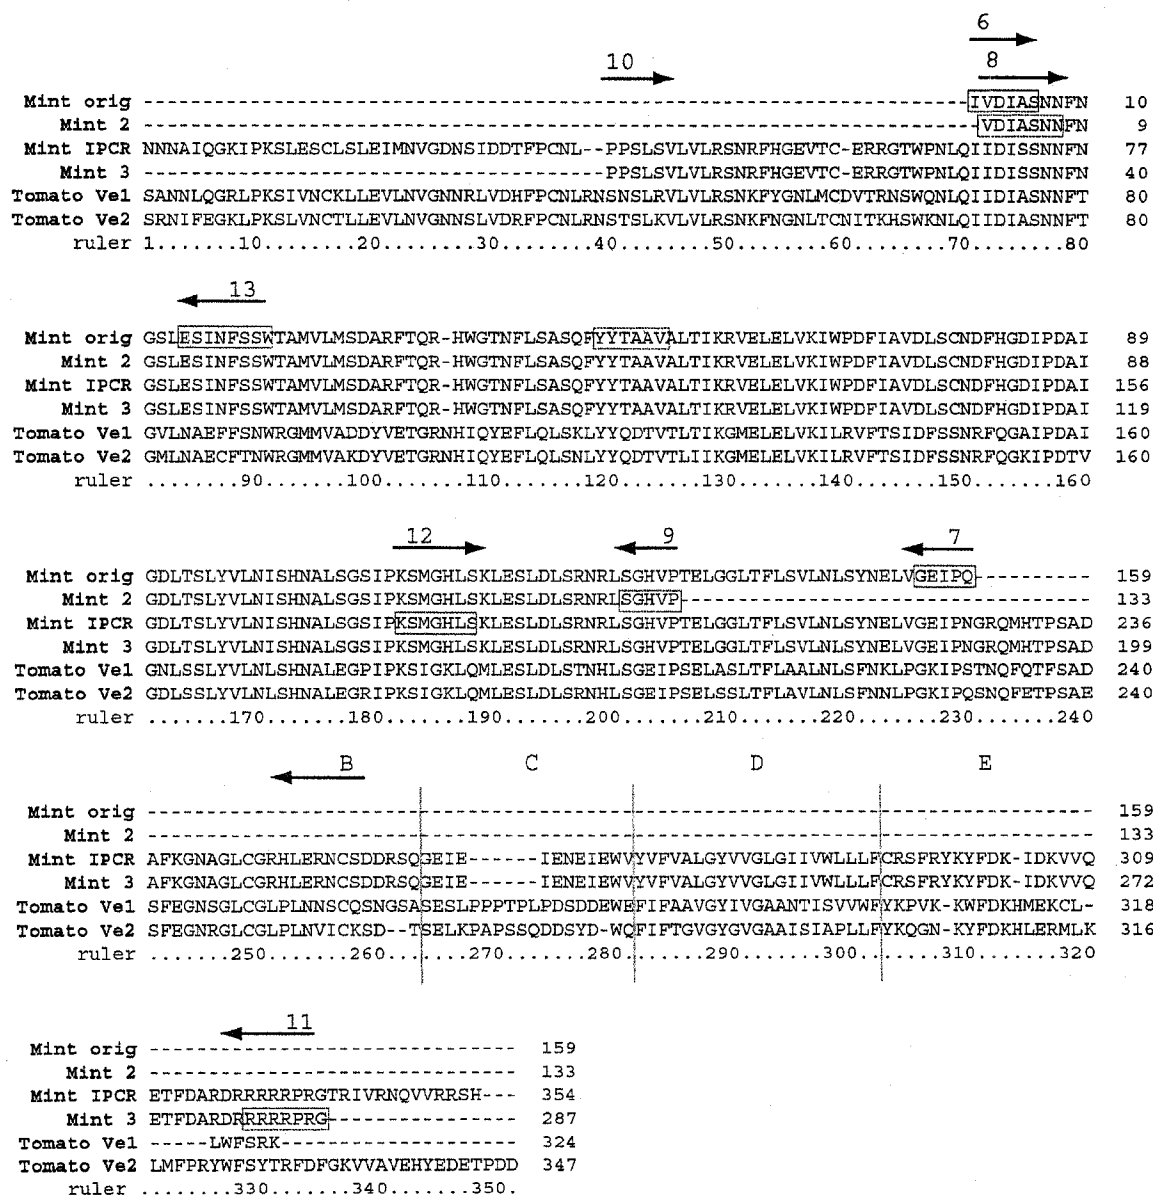 6
10 8
Mint orig ----------------------------------------------------------------------IVDIASNNFN 10
Mint 2 -----------------------------------------------------------------------VDIASNNFN 9
Mint IPCR NNNAIQGKIPKSLESCLSLEIMNVGDNSIDDTFPCNL--PPSLSVLVLRSNRFHGEVTC-ERRGTWPNLQIIDISSNNFN 77
Mint 3 ---------------------------------------PPSLSVLVLRSNRFHGEVTC-ERRGTWPNLQIIDISSNNFN 40
Tomato Ve1 SANNLQGRLPKSIVNCKLLEVLNVGNNRLVDHFPCNLRNSNSLRVLVLRSNKFYGNLMCDVTRNSWQNLQIIDIASNNFT 80
Tomato Ve2 SRNIFEGKLPKSLVNCTLLEVLNVGNNSLVDRFPCNLRNSTSLKVLVLRSNKFNGNLTCNITKHSWKNLQIIDIASNNFT 80
ruler 1.......10........20........30........40........50........60........70........80
13
Mint orig GSLESINFSSWTAMVLMSDARFTQR-HWGTNFLSASQFYYTAAVALTIKRVELELVKIWPDFIAVDLSCNDFHGDIPDAI 89
Mint 2 GSLESINFSSWTAMVLMSDARFTQR-HWGTNFLSASQFYYTAAVALTIKRVELELVKIWPDFIAVDLSCNDFHGDIPDAI 88
Mint IPCR GSLESINFSSWTAMVLMSDARFTQR-HWGTNFLSASQFYYTAAVALTIKRVELELVKIWPDFIAVDLSCNDFHGDIPDAI 156
Mint 3 GSLESINFSSWTAMVLMSDARFTQR-HWGTNFLSASQFYYTAAVALTIKRVELELVKIWPDFIAVDLSCNDFHGDIPDAI 119
Tomato Ve1 GVLNAEFFSNWRGMMVADDYVETGRNHIQYEFLQLSKLYYQDTVTLTIKGMELELVKILRVFTSIDFSSNRFQGAIPDAI 160
Tomato Ve2 GMLNAECFTNWRGMMVAKDYVETGRNHIQYEFLQLSNLYYQDTVTLIIKGMELELVKILRVFTSIDFSSNRFQGKIPDTV 160
ruler ........90.......100.......110.......120.......130.......140.......150.......160
12 9 7
Mint orig GDLTSLYVLNISHNALSGSIPKSMGHLSKLESLDLSRNRLSGHVPTELGGLTFLSVLNLSYNELVGEIPQ---------- 159
Mint 2 GDLTSLYVLNISHNALSGSIPKSMGHLSKLESLDLSRNRLSGHVP----------------------------------- 133
Mint IPCR GDLTSLYVLNISHNALSGSIPKSMGHLSKLESLDLSRNRLSGHVPTELGGLTFLSVLNLSYNELVGEIPNGRQMHTPSAD 236
Mint 3 GDLTSLYVLNISHNALSGSIPKSMGHLSKLESLDLSRNRLSGHVPTELGGLTFLSVLNLSYNELVGEIPNGRQMHTPSAD 199
Tomato Ve1 GNLSSLYVLNLSHNALEGPIPKSIGKLQMLESLDLSTNHLSGEIPSELASLTFLAALNLSFNKLPGKIPSTNQFQTFSAD 240
Tomato Ve2 GDLSSLYVLNLSHNALEGRIPKSIGKLQMLESLDLSRNHLSGEIPSELSSLTFLAVLNLSFNNLPGKIPQSNQFETPSAE 240
ruler .......170.......180.......190.......200.......210.......220.......230.......240
B C D E
Mint orig -------------------------------------------------------------------------------- 159
Mint 2 -------------------------------------------------------------------------------- 133
Mint IPCR AFKGNAGLCGRHLERNCSDDRSQGEIE------IENEIEWVYVFVALGYVVGLGIIVWLLLFCRSFRYKYFDK-IDKVVQ 309
Mint 3 AFKGNAGLCGRHLERNCSDDRSQGEIE------IENEIEWVYVFVALGYVVGLGIIVWLLLFCRSFRYKYFDK-IDKVVQ 272
Tomato Ve1 SFEGNSGLCGLPLNNSCQSNGSASESLPPPTPLPDSDDEWEFIFAAVGYIVGAANTISVVWFYKPVK-KWFDKHMEKCL- 318
Tomato Ve2 SFEGNRGLCGLPLNVICKSD--TSELKPAPSSQDDSYD-WQFIFTGVGYGVGAAISIAPLLFYKQGN-KYFDKHLERMLK 316
ruler .......250.......260.......270.......280.......290.......300.......310.......320
11
Mint orig ------------------------------- 159
Mint 2 ------------------------------- 133
Mint IPCR ETFDARDRRRRRPRGTRIVRNQVVRRSH--- 354
Mint 3 ETFDARDRRRRRPRG---------------- 287
Tomato Ve1 -----LWFSRK-------------------- 324
Tomato Ve2 LMFPRYWFSYTRFDFGKVVAVEHYEDETPDD 347
ruler .......330.......340.......350.